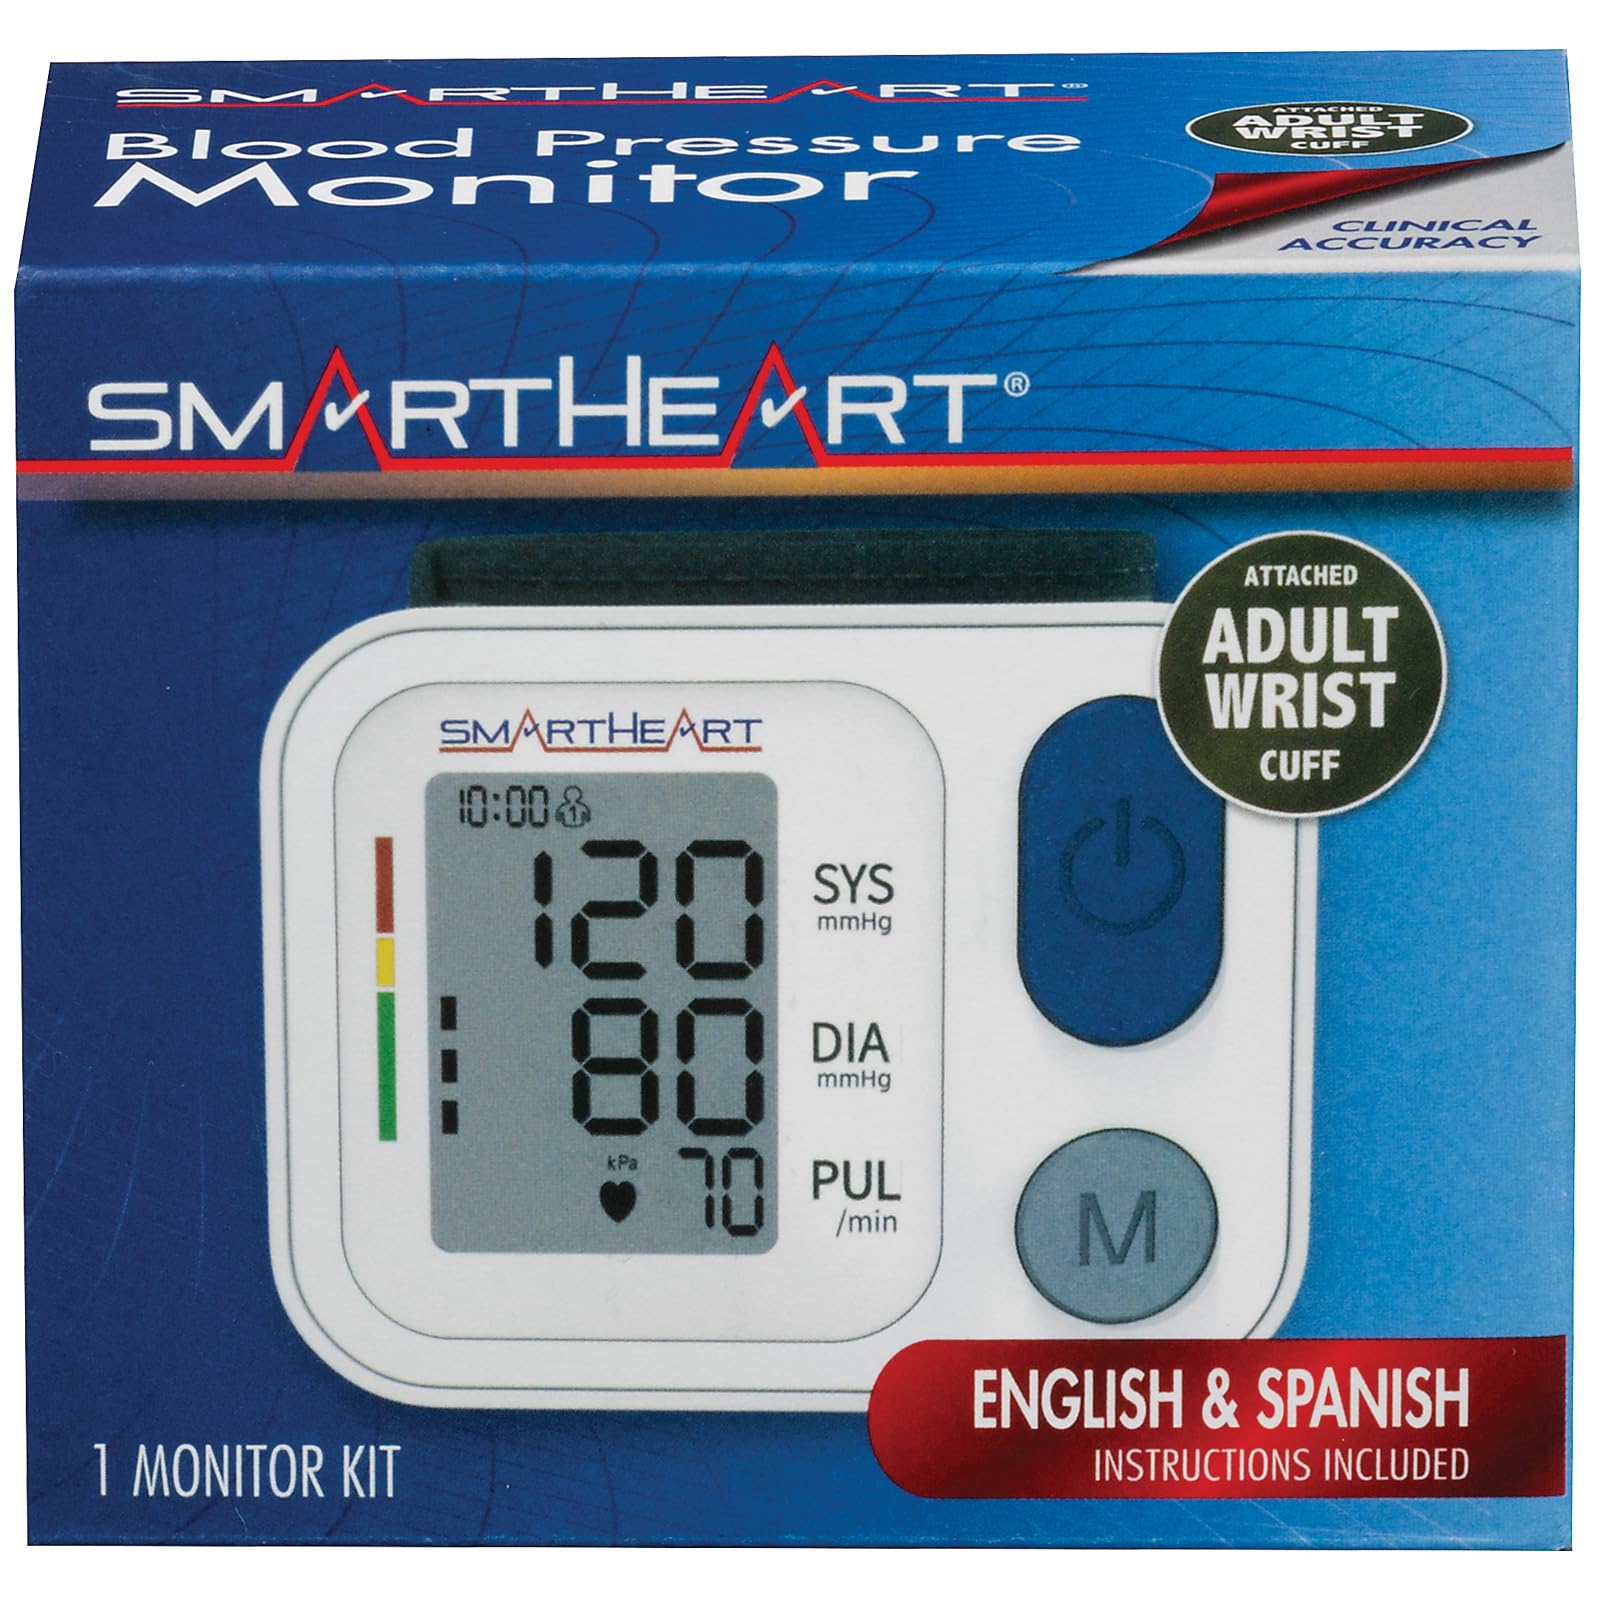 SMARTHEART®
Blood Pressure
Monitor
ATTACHED
ADULT
WRIST
CUFF
CLINICAL
ACCURACY
SMARTHEART®
ATTACHED
ADULT
WRIST
CUFF
SMARTHEART
10:00 1
120 SYS
mmHg
80 DIA
mmHg
kPa
70 PUL
/min
M
ENGLISH & SPANISH
INSTRUCTIONS INCLUDED
1 MONITOR KIT